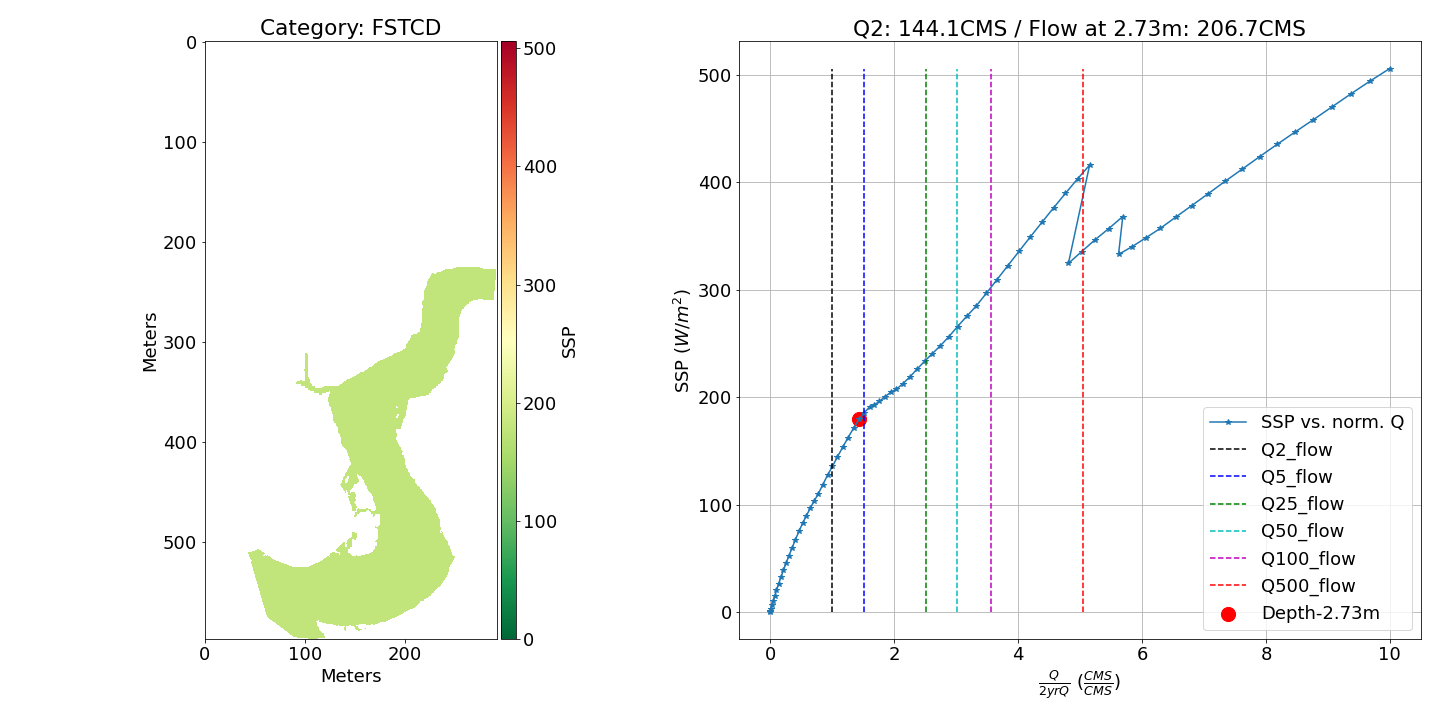 Category: FSTCD
0
100
200
300
400
500
Meters
0
100
200
Meters
500
400
300
200
100
0
SSP
Q2: 144.1CMS / Flow at 2.73m: 206.7CMS
500
400
300
200
100
0
SSP (W/m²)
0
2
4
6
8
10
Q/2yrQ (CMS/CMS)
SSP vs. norm. Q
Q2_flow
Q5_flow
Q25_flow
Q50_flow
Q100_flow
Q500_flow
Depth-2.73m